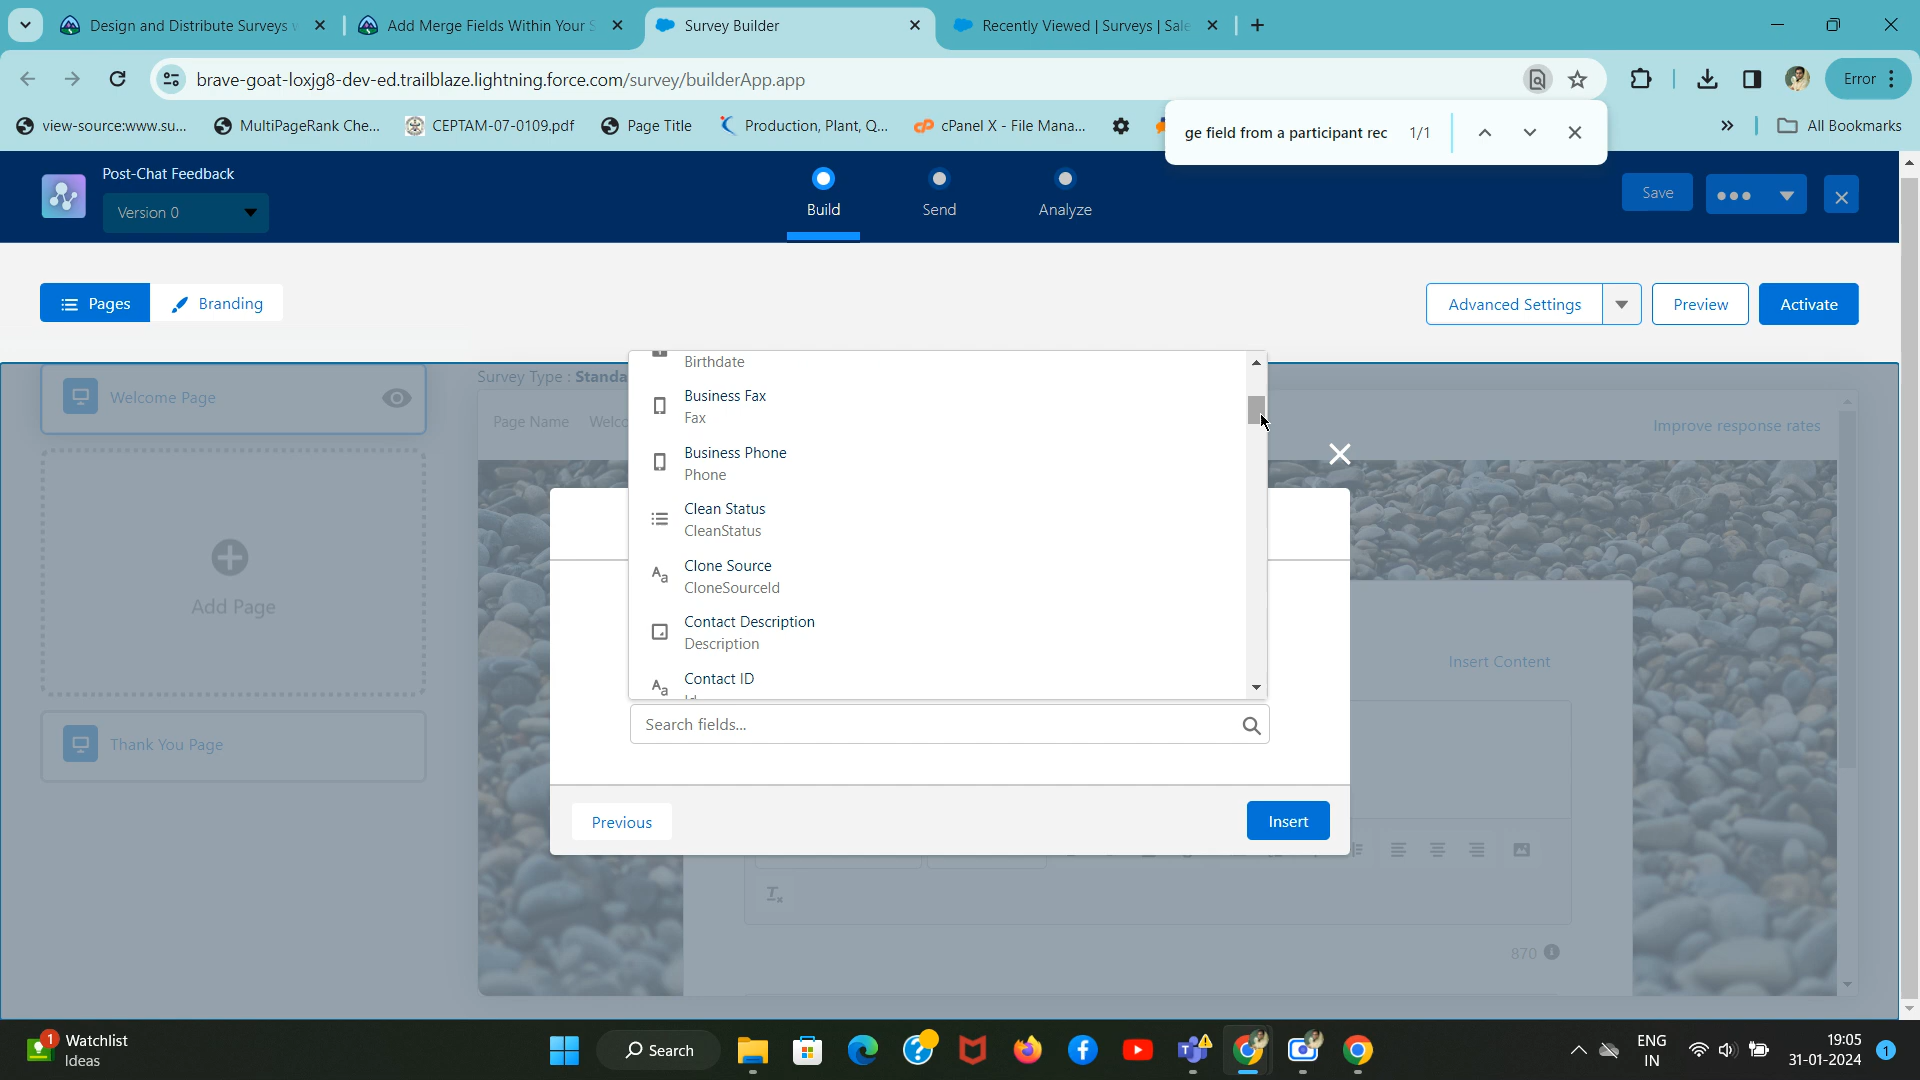 Design and Distribute Surveys
Add Merge Fields Within Your S
Survey Builder
Recently Viewed | Surveys | Sale
brave-goat-loxjg8-dev-ed.trailblaze.lightning.force.com/survey/builderApp.app
Error
view-source:www.su...
MultiPageRank Che...
CEPTAM-07-0109.pdf
Page Title
Production, Plant, Q...
cPanel X - File Mana...
All Bookmarks
ge field from a participant rec 1/1
Post-Chat Feedback
Version 0
Build
Send
Analyze
Save
Pages
Branding
Advanced Settings
Preview
Activate
Welcome Page
Add Page
Thank You Page
Survey Type : Standa
Page Name Welco
Improve response rates
Birthdate
Business Fax
Fax
Business Phone
Phone
Clean Status
CleanStatus
Clone Source
CloneSourceId
Contact Description
Description
Contact ID
Search fields...
Previous
Insert
Insert Content
870
1
Watchlist
Ideas
Search
ENG
IN
19:05
31-01-2024
1